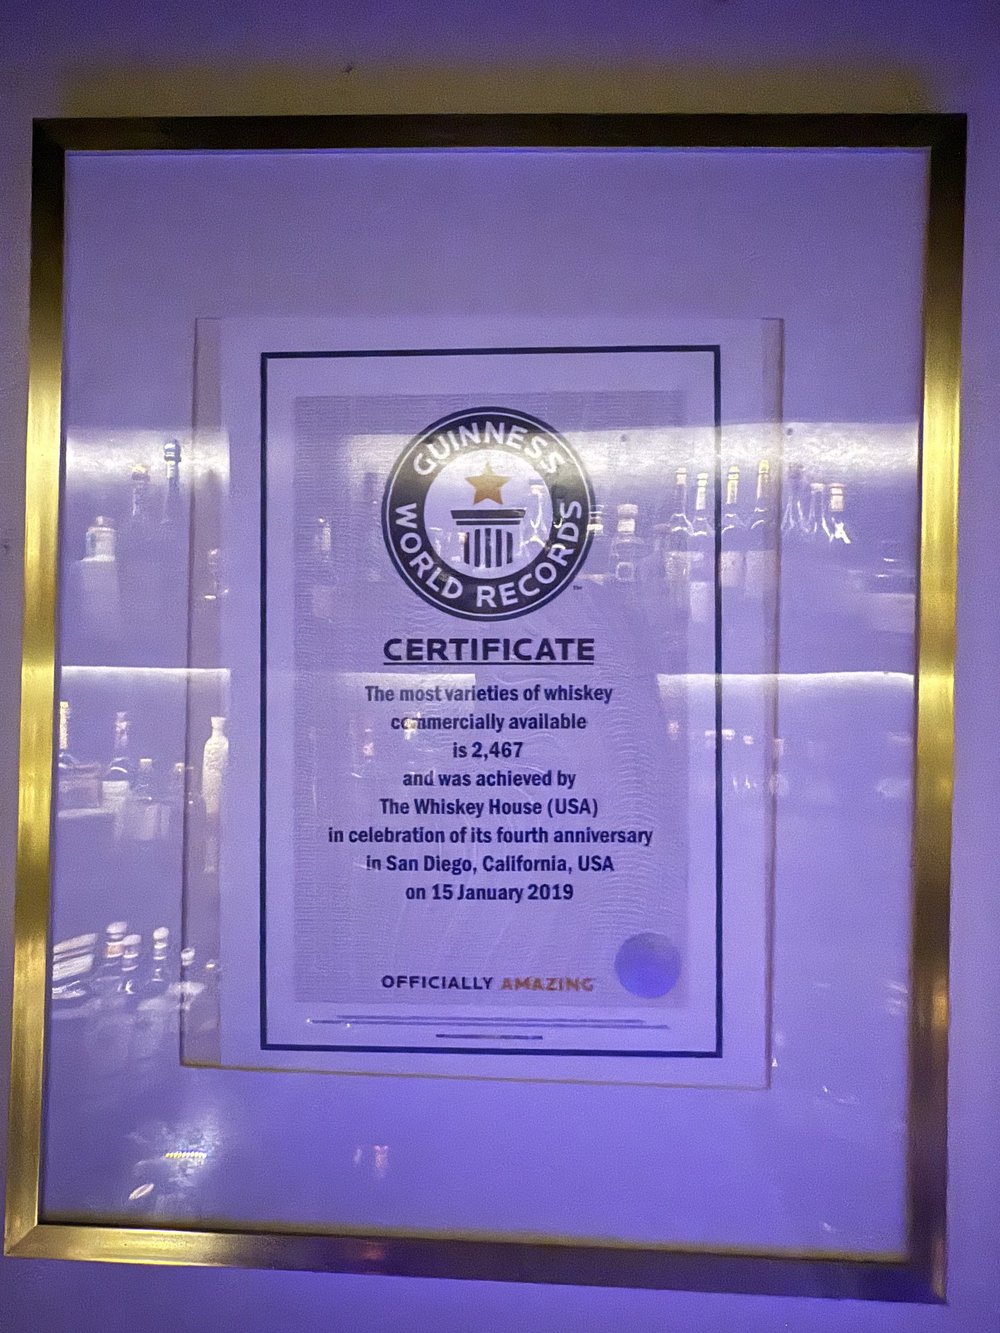 GUINNESS
WORLD RECORDS
CERTIFICATE
The most varieties of whiskey
commercially available
is 2,467
and was achieved by
The Whiskey House (USA)
in celebration of its fourth anniversary
in San Diego, California, USA
on 15 January 2019
OFFICIALLY AMAZING